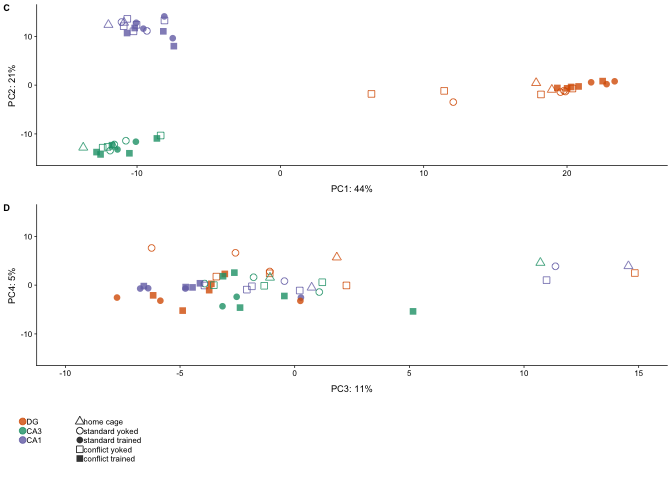 C
10
0
-10
PC2: 21%
-10
0
10
20
PC1: 44%
D
10
0
-10
PC4: 5%
-10
-5
0
5
10
15
PC3: 11%
DG
CA3
CA1
home cage
standard yoked
standard trained
conflict yoked
conflict trained